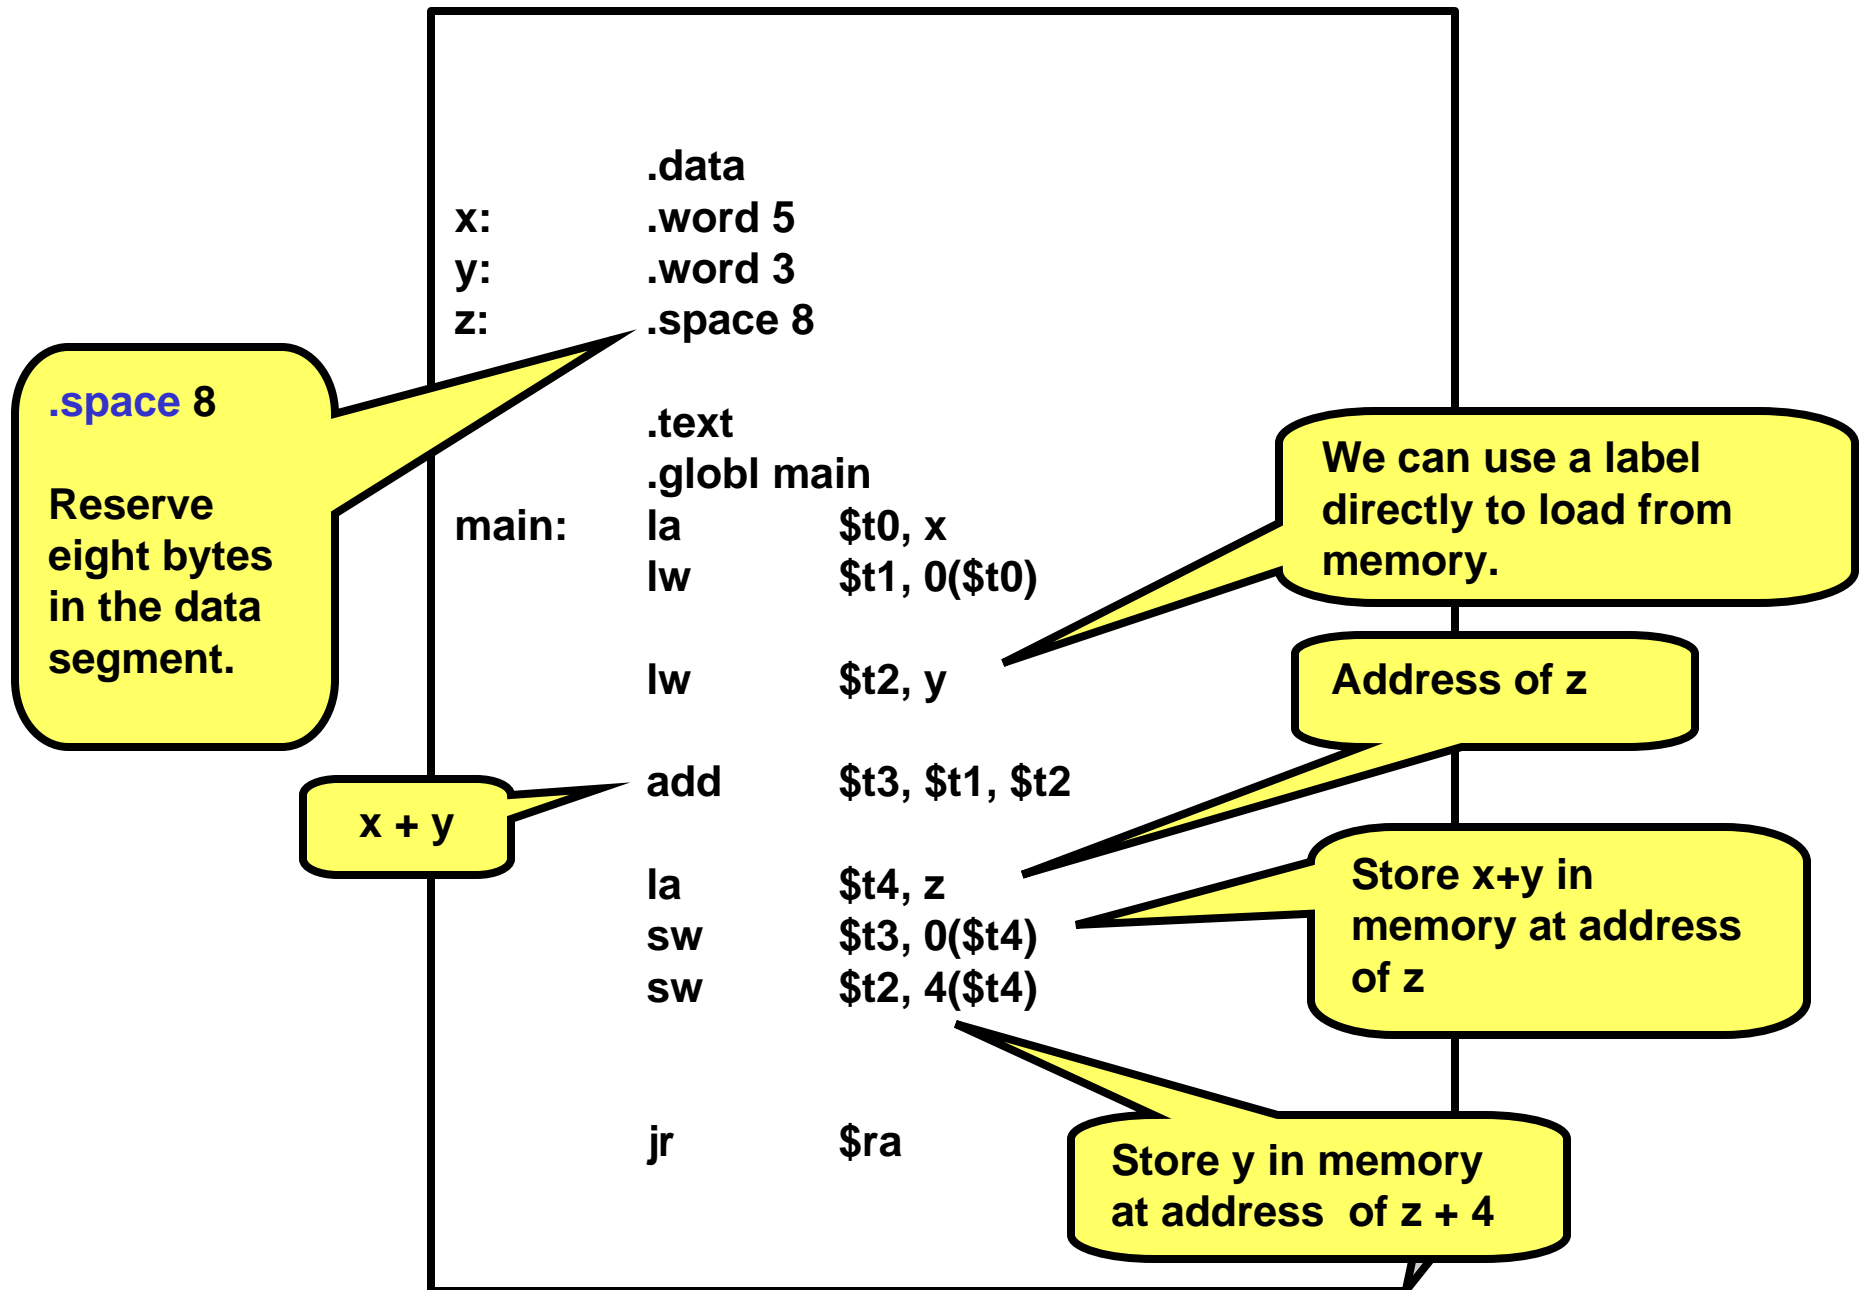 .data
x: .word 5
y: .word 3
z: .space 8
.text
.globl main
main: la $t0, x
lw $t1, 0($t0)
lw $t2, y
add $t3, $t1, $t2
la $t4, z
sw $t3, 0($t4)
sw $t2, 4($t4)
jr $ra
.space 8
Reserve
eight bytes
in the data
segment.
x + y
We can use a label
directly to load from
memory.
Address of z
Store x+y in
memory at address
of z
Store y in memory
at address of z + 4